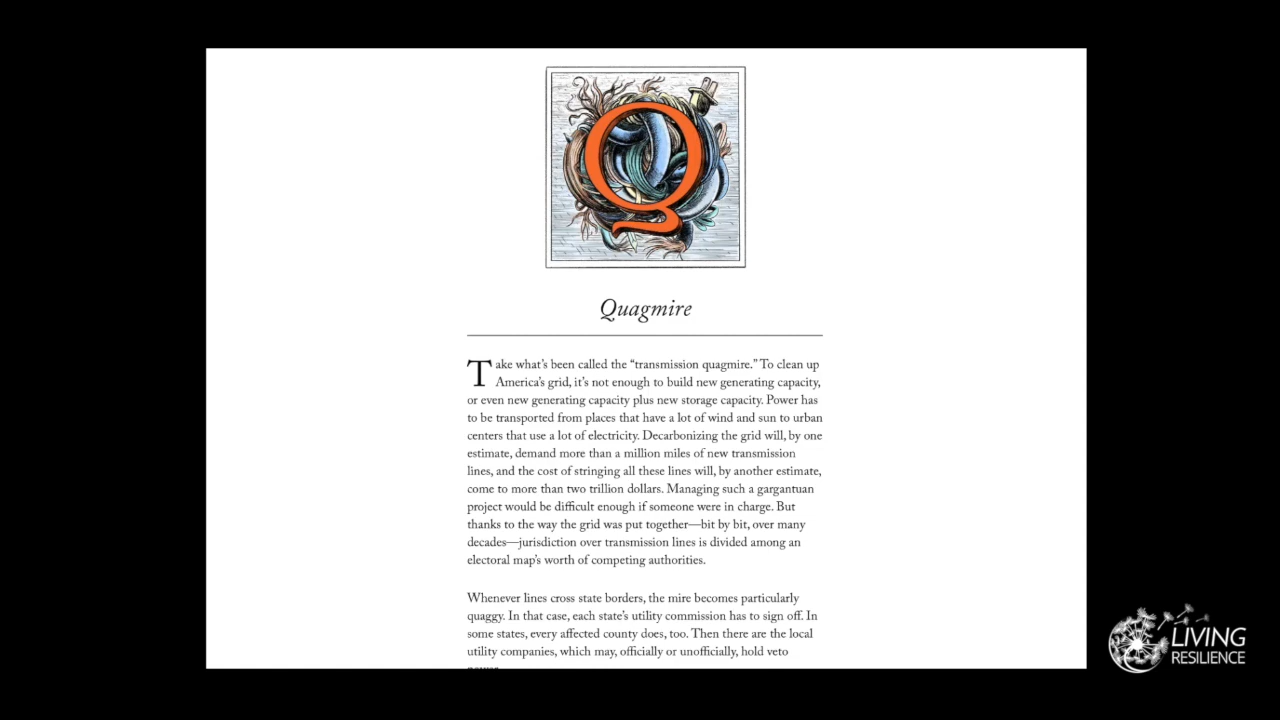 Q
Quagmire
Take what's been called the “transmission quagmire.” To clean up
America's grid, it's not enough to build new generating capacity,
or even new generating capacity plus new storage capacity. Power has
to be transported from places that have a lot of wind and sun to urban
centers that use a lot of electricity. Decarbonizing the grid will, by one
estimate, demand more than a million miles of new transmission
lines, and the cost of stringing all these lines will, by another estimate,
come to more than two trillion dollars. Managing such a gargantuan
project would be difficult enough if someone were in charge. But
thanks to the way the grid was put together—bit by bit, over many
decades—jurisdiction over transmission lines is divided among an
electoral map's worth of competing authorities.
Whenever lines cross state borders, the mire becomes particularly
quaggy. In that case, each state's utility commission has to sign off. In
some states, every affected county does, too. Then there are the local
utility companies, which may, officially or unofficially, hold veto
LIVING
RESILIENCE